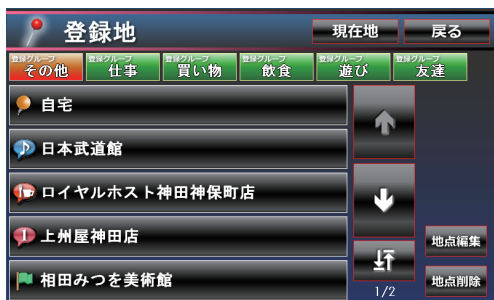 登録地
現在地
戻る
登録グループ
その他
登録グループ
仕事
登録グループ
買い物
登録グループ
飲食
登録グループ
遊び
登録グループ
友達
自宅
日本武道館
ロイヤルホスト神田神保町店
上州屋神田店
相田みつを美術館
地点編集
地点削除
1/2